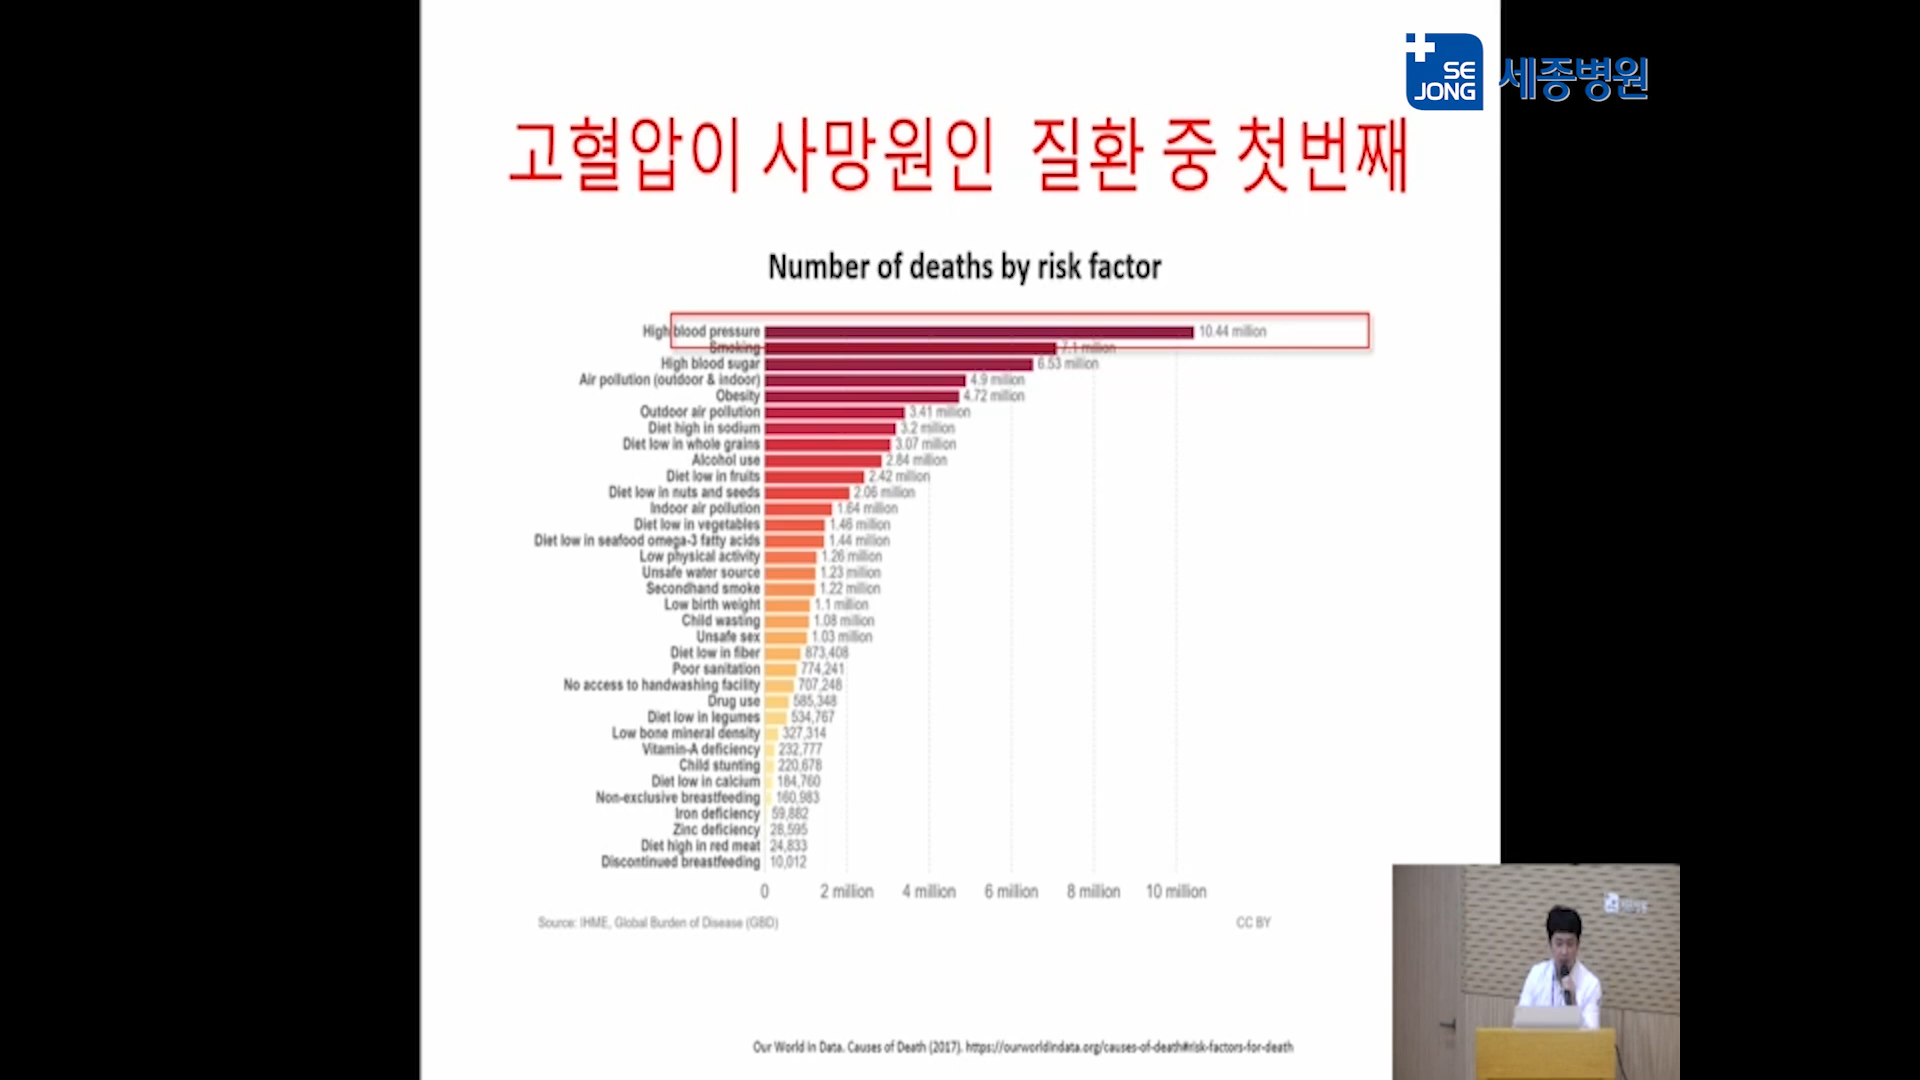 SE
JONG
세종병원
고혈압이 사망원인 질환 중 첫번째
Number of deaths by risk factor
High blood pressure 10.44 million
Smoking 7.1 million
High blood sugar 6.53 million
Air pollution (outdoor & indoor) 4.9 million
Obesity 4.72 million
Outdoor air pollution 3.41 million
Diet high in sodium 3.2 million
Diet low in whole grains 3.07 million
Alcohol use 2.84 million
Diet low in fruits 2.42 million
Diet low in nuts and seeds 2.06 million
Indoor air pollution 1.64 million
Diet low in vegetables 1.46 million
Diet low in seafood omega-3 fatty acids 1.44 million
Low physical activity 1.26 million
Unsafe water source 1.23 million
Secondhand smoke 1.22 million
Low birth weight 1.1 million
Child wasting 1.08 million
Unsafe sex 1.03 million
Diet low in fiber 873,408
Poor sanitation 774,241
No access to handwashing facility 707,248
Drug use 585,348
Diet low in legumes 534,767
Low bone mineral density 327,314
Vitamin-A deficiency 232,777
Child stunting 220,678
Diet low in calcium 184,760
Non-exclusive breastfeeding 160,983
Iron deficiency 59,882
Zinc deficiency 28,595
Diet high in red meat 24,833
Discontinued breastfeeding 10,012
0 2 million 4 million 6 million 8 million 10 million
Source: IHME, Global Burden of Disease (GBD) CC BY
Our World in Data. Causes of Death (2017). https://ourworldindata.org/causes-of-death#risk-factors-for-death